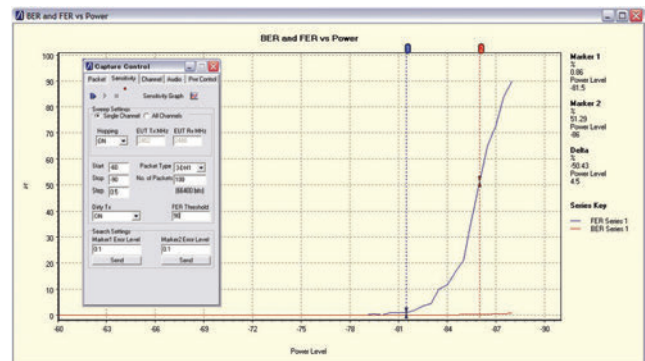 BER and FER vs Power
BER and FER vs Power
100
90
80
70
60
50
40
30
20
10
0
-60
-63
-66
-69
-72
-75
-78
-81
-84
-87
-90
Power Level
Capture Control
Packet Sensitivity Channel Audio Pwr Control
Sensitivity Graph
Sweep Settings
Single Channel All Channels
Hopping EUT Tx MHz EUT Rx MHz
ON
Start -60 Packet Type
Stop -90 No. of Packets 100
Step 0.5
Dirty Tx FER Threshold
ON 90
Search Settings
Marker1 Error Level Marker2 Error Level
0.1 0.1
Send Send
Marker 1
%
0.86
Power Level
-81.5
Marker 2
%
51.29
Power Level
-86
Delta
%
-50.43
Power Level
4.5
Series Key
FER Series 1
BER Series 1